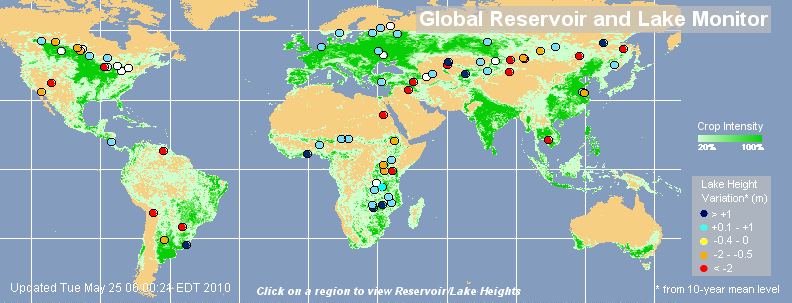 Global Reservoir and Lake Monitor
Crop Intensity
20% 100%
Lake Height
Variation* (m)
> +1
+0.1 - +1
-0.4 - 0
-2 - -0.5
< -2
Updated Tue May 25 06:00:21 EDT 2010
Click on a region to view Reservoir/Lake Heights
* from 10-year mean level